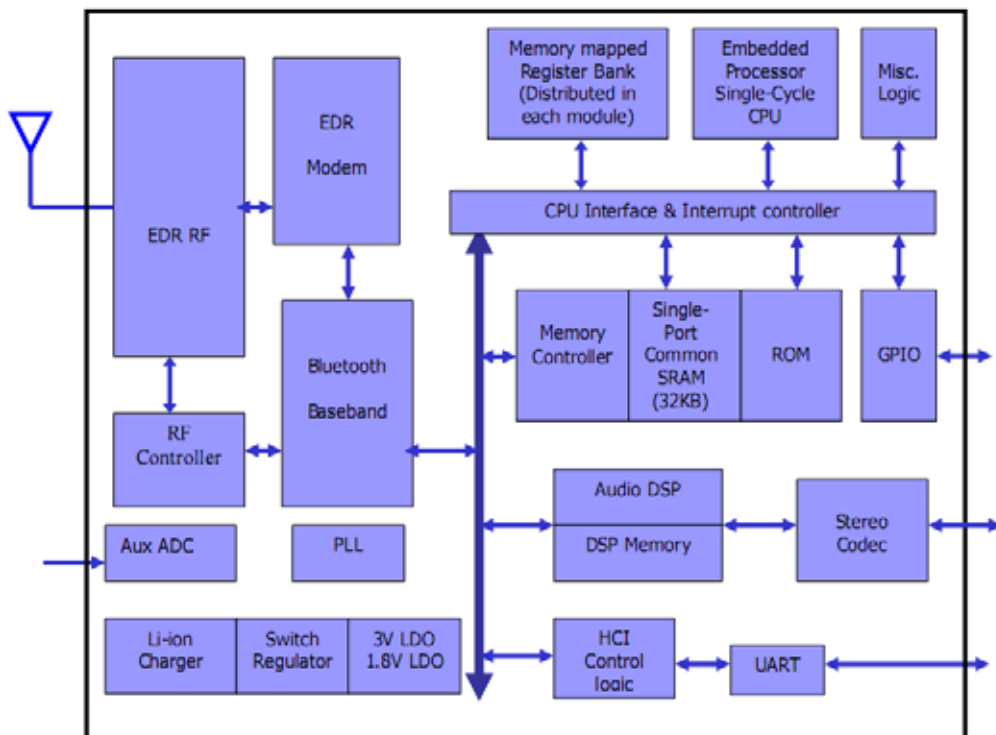 EDR RF
EDR
Modem
Memory mapped
Register Bank
(Distributed in
each module)
Embedded
Processor
Single-Cycle
CPU
Misc.
Logic
CPU Interface & Interrupt controller
Bluetooth
Baseband
RF
Controller
Memory
Controller
Single-
Port
Common
SRAM
(32KB)
ROM
GPIO
Aux ADC
PLL
Audio DSP
DSP Memory
Stereo
Codec
Li-ion
Charger
Switch
Regulator
3V LDO
1.8V LDO
HCI
Control
logic
UART